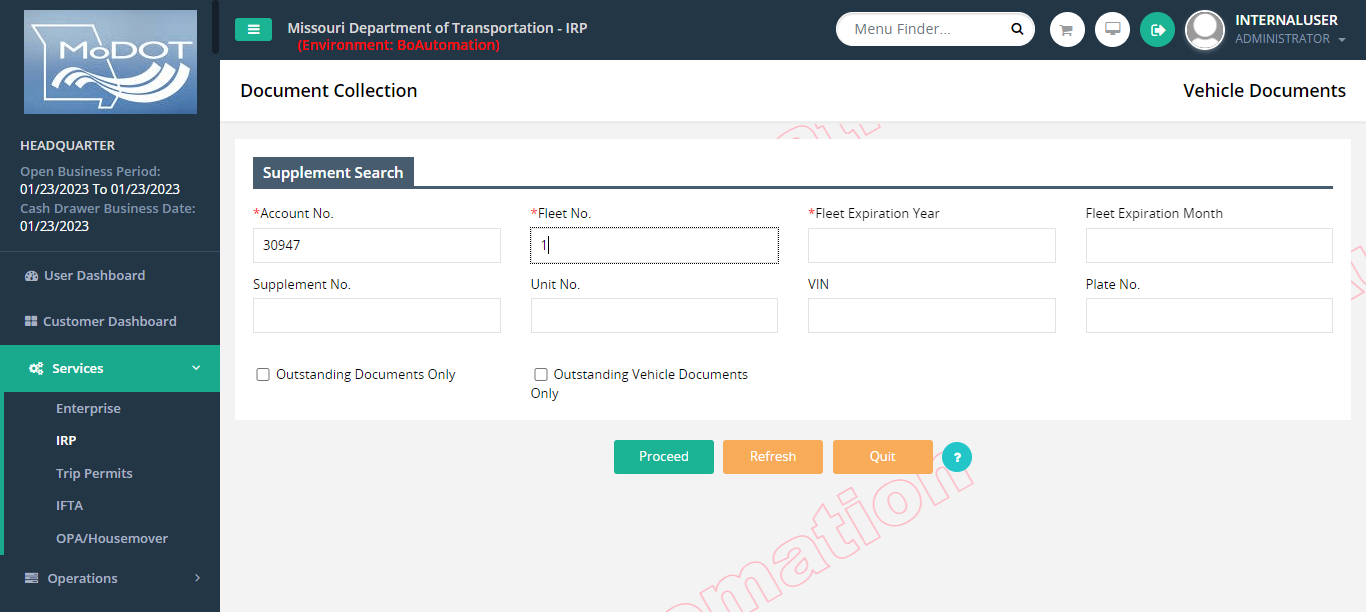 MoDOT
Missouri Department of Transportation - IRP
(Environment: BoAutomation)
Menu Finder...
INTERNALUSER
ADMINISTRATOR
Document Collection
Vehicle Documents
HEADQUARTER
Open Business Period:
01/23/2023 To 01/23/2023
Cash Drawer Business Date:
01/23/2023
User Dashboard
Customer Dashboard
Services
Enterprise
IRP
Trip Permits
IFTA
OPA/Housemover
Operations
Supplement Search
*Account No.
*Fleet No.
*Fleet Expiration Year
Fleet Expiration Month
30947
1
Supplement No.
Unit No.
VIN
Plate No.
Outstanding Documents Only
Outstanding Vehicle Documents
Only
Proceed
Refresh
Quit
?
omation